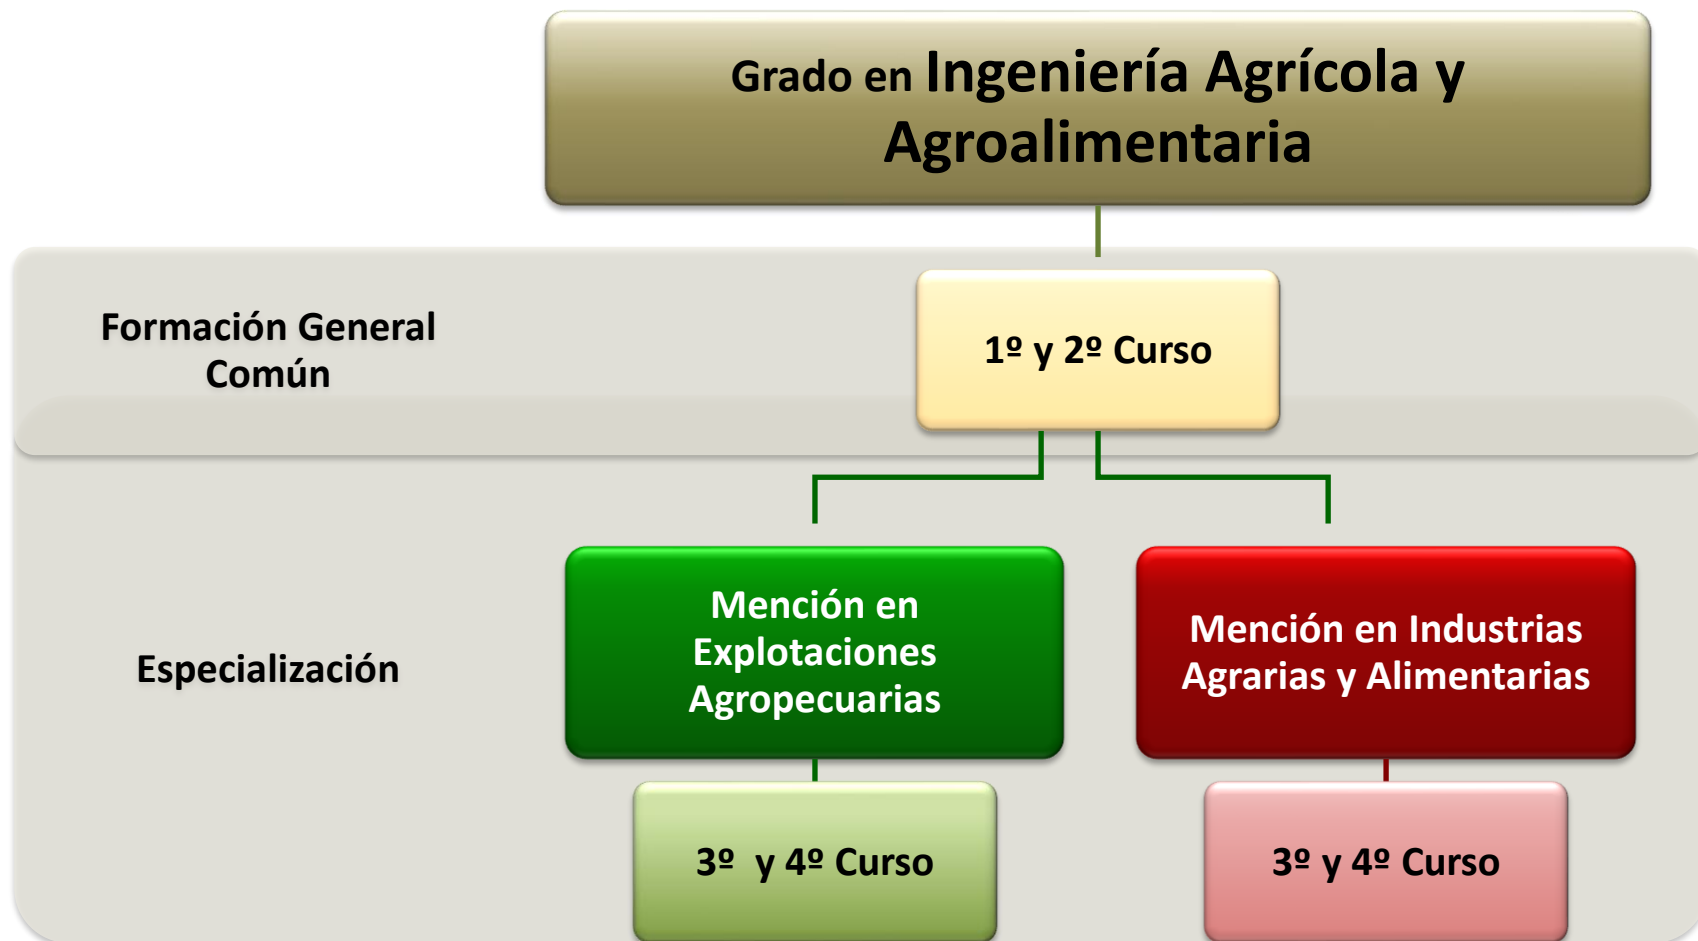 Grado en Ingeniería Agrícola y
Agroalimentaria
Formación General
Común
1º y 2º Curso
Especialización
Mención en
Explotaciones
Agropecuarias
Mención en Industrias
Agrarias y Alimentarias
3º y 4º Curso
3º y 4º Curso